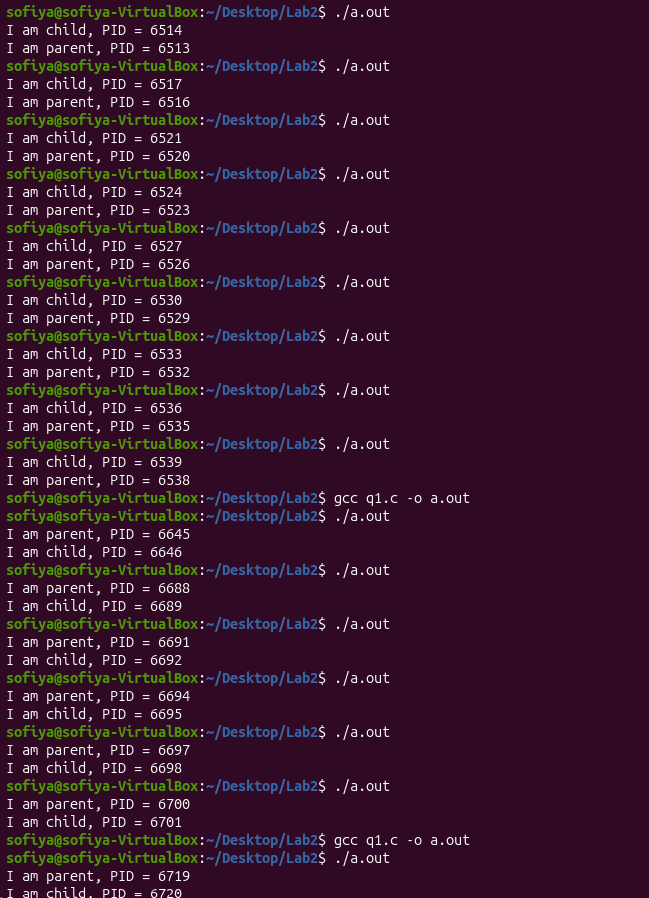 sofiya@sofiya-VirtualBox:~/Desktop/Lab2$ ./a.out
I am child, PID = 6514
I am parent, PID = 6513
sofiya@sofiya-VirtualBox:~/Desktop/Lab2$ ./a.out
I am child, PID = 6517
I am parent, PID = 6516
sofiya@sofiya-VirtualBox:~/Desktop/Lab2$ ./a.out
I am child, PID = 6521
I am parent, PID = 6520
sofiya@sofiya-VirtualBox:~/Desktop/Lab2$ ./a.out
I am child, PID = 6524
I am parent, PID = 6523
sofiya@sofiya-VirtualBox:~/Desktop/Lab2$ ./a.out
I am child, PID = 6527
I am parent, PID = 6526
sofiya@sofiya-VirtualBox:~/Desktop/Lab2$ ./a.out
I am child, PID = 6530
I am parent, PID = 6529
sofiya@sofiya-VirtualBox:~/Desktop/Lab2$ ./a.out
I am child, PID = 6533
I am parent, PID = 6532
sofiya@sofiya-VirtualBox:~/Desktop/Lab2$ ./a.out
I am child, PID = 6536
I am parent, PID = 6535
sofiya@sofiya-VirtualBox:~/Desktop/Lab2$ ./a.out
I am child, PID = 6539
I am parent, PID = 6538
sofiya@sofiya-VirtualBox:~/Desktop/Lab2$ gcc q1.c -o a.out
sofiya@sofiya-VirtualBox:~/Desktop/Lab2$ ./a.out
I am parent, PID = 6645
I am child, PID = 6646
sofiya@sofiya-VirtualBox:~/Desktop/Lab2$ ./a.out
I am parent, PID = 6688
I am child, PID = 6689
sofiya@sofiya-VirtualBox:~/Desktop/Lab2$ ./a.out
I am parent, PID = 6691
I am child, PID = 6692
sofiya@sofiya-VirtualBox:~/Desktop/Lab2$ ./a.out
I am parent, PID = 6694
I am child, PID = 6695
sofiya@sofiya-VirtualBox:~/Desktop/Lab2$ ./a.out
I am parent, PID = 6697
I am child, PID = 6698
sofiya@sofiya-VirtualBox:~/Desktop/Lab2$ ./a.out
I am parent, PID = 6700
I am child, PID = 6701
sofiya@sofiya-VirtualBox:~/Desktop/Lab2$ gcc q1.c -o a.out
sofiya@sofiya-VirtualBox:~/Desktop/Lab2$ ./a.out
I am parent, PID = 6719
I am child, PID = 6720